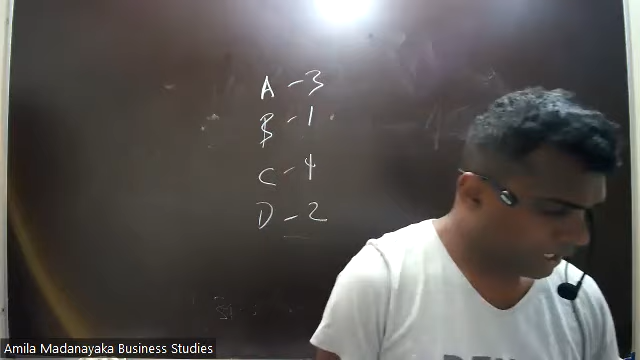 A - 3
B - 1
C - 4
D - 2
Amila Madanayaka Business Studies